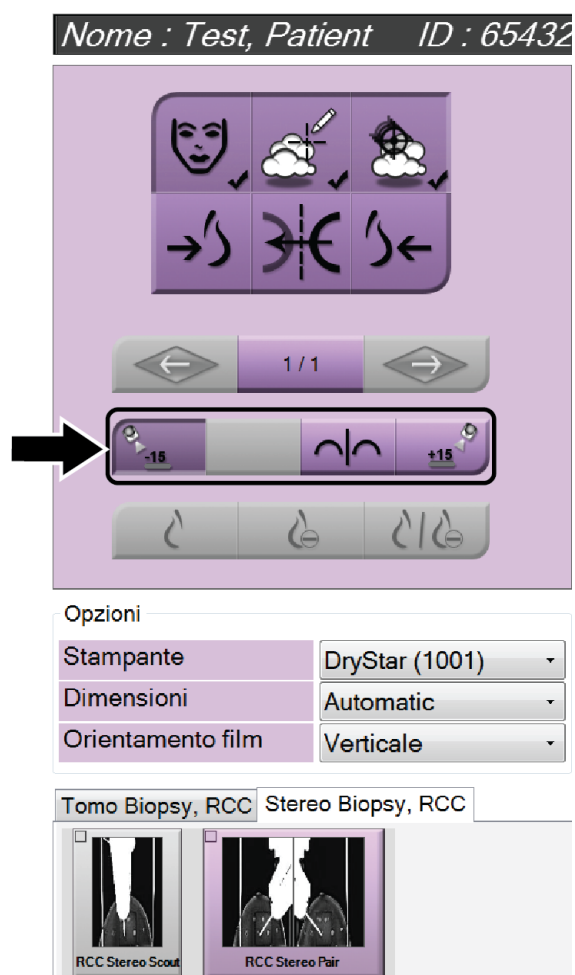 Nome : Test, Patient ID : 65432
1 / 1
-15 +15
Opzioni
Stampante DryStar (1001)
Dimensioni Automatic
Orientamento film Verticale
Tomo Biopsy, RCC Stereo Biopsy, RCC
RCC Stereo Scout RCC Stereo Pair